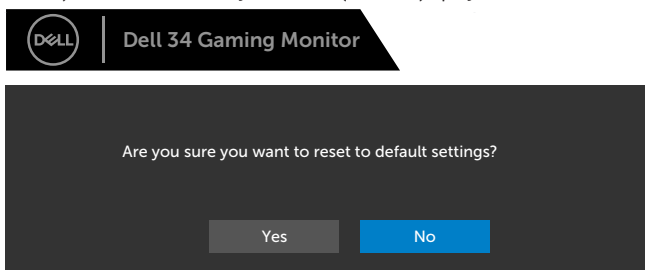 DELL
Dell 34 Gaming Monitor
Are you sure you want to reset to default settings?
Yes
No